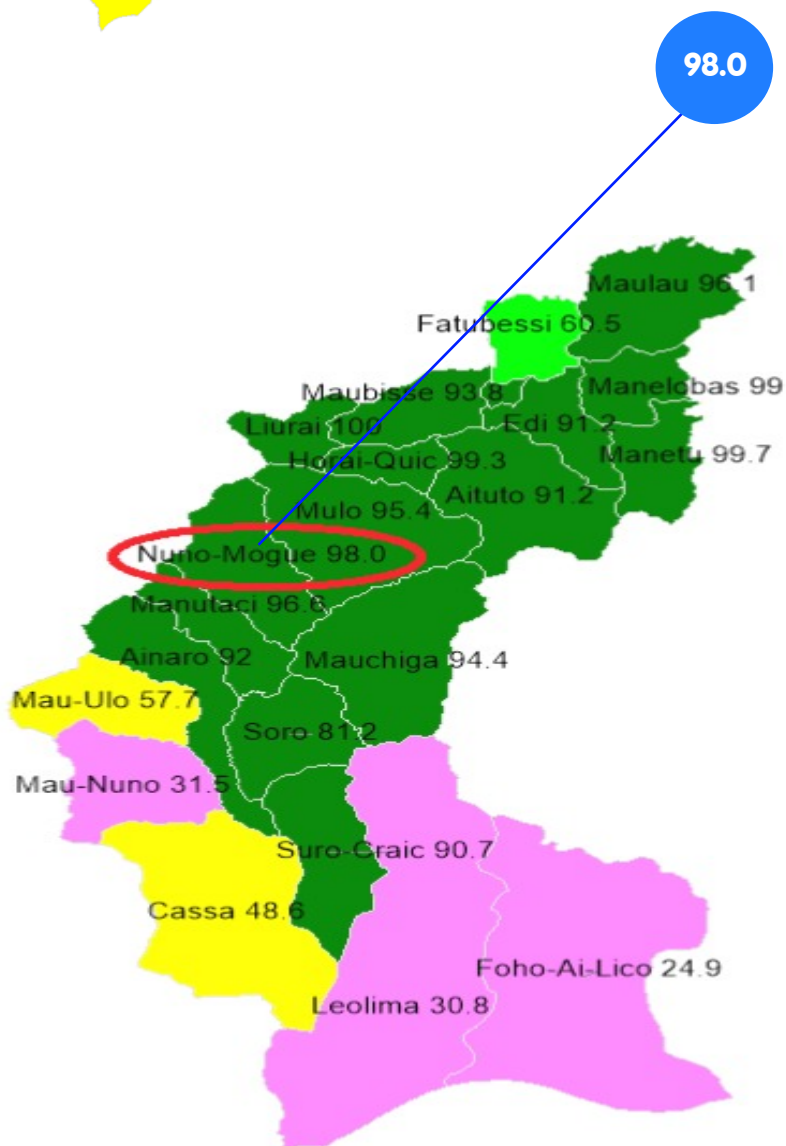 98.0
Maulau 96.1
Fatubessi 60.5
Manelobas 99
Maubisse 93.8
Edi 91.2
Liurai 100
Manetu 99.7
Horai-Quic 99.3
Aituto 91.2
Mulo 95.4
Nuno-Mogue 98.0
Manutaci 96.6
Ainaro 92
Mauchiga 94.4
Mau-Ulo 57.7
Soro 81.2
Mau-Nuno 31.5
Suro-Craic 90.7
Cassa 48.6
Foho-Ai-Lico 24.9
Leolima 30.8